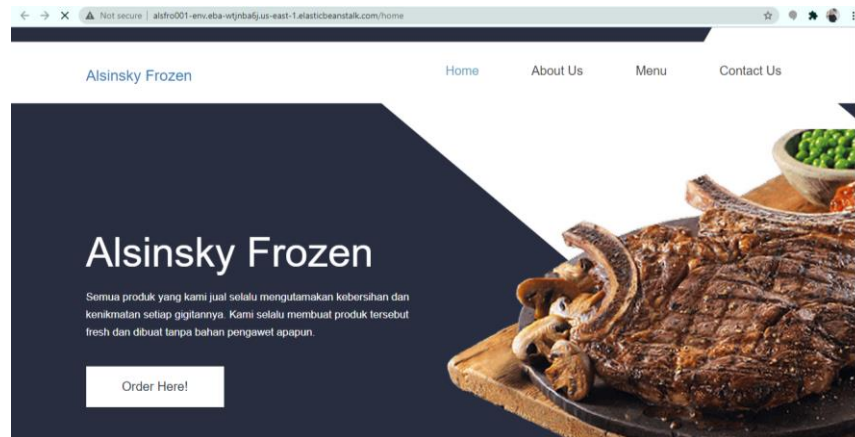 Not secure | alsfro001-env.eba-wtjnba6j.us-east-1.elasticbeanstalk.com/home
Alsinsky Frozen
Home
About Us
Menu
Contact Us
Alsinsky Frozen
Semua produk yang kami jual selalu mengutamakan kebersihan dan
kenikmatan setiap gigitannya. Kami selalu membuat produk tersebut
fresh dan dibuat tanpa bahan pengawet apapun.
Order Here!